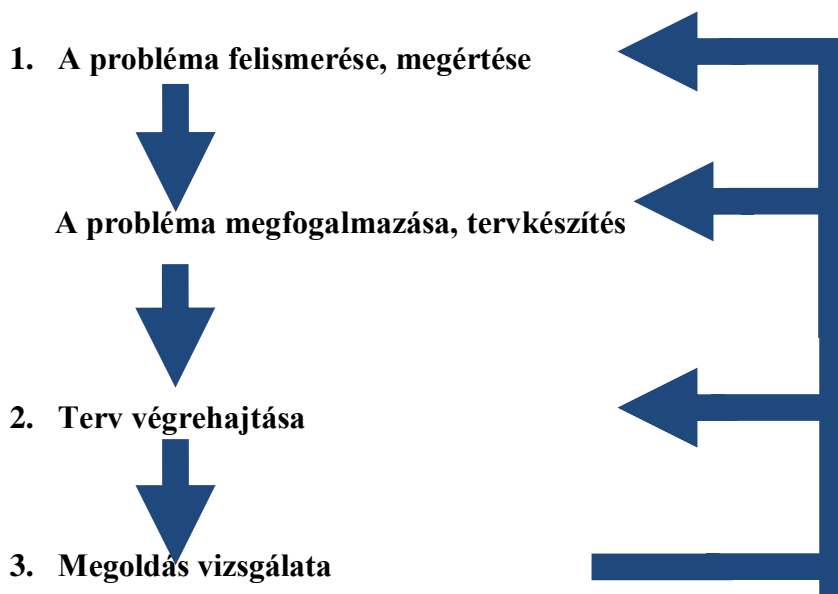 1. A probléma felismerése, megértése
A probléma megfogalmazása, tervkészítés
2. Terv végrehajtása
3. Megoldás vizsgálata